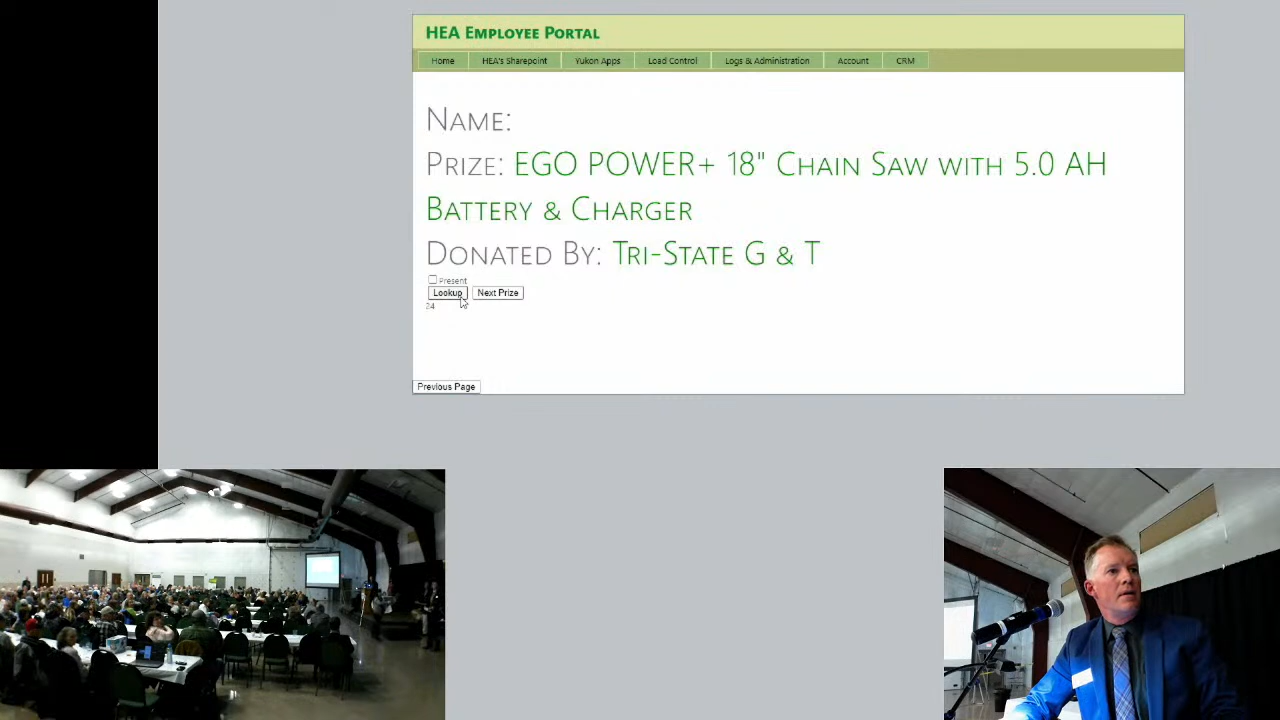 HEA Employee Portal
Home HEA's Sharepoint Yukon Apps Load Control Logs & Administration Account CRM
Name:
Prize: EGO POWER+ 18" Chain Saw with 5.0 AH
Battery & Charger
Donated By: Tri-State G & T
Present
Lookup Next Prize
24
Previous Page